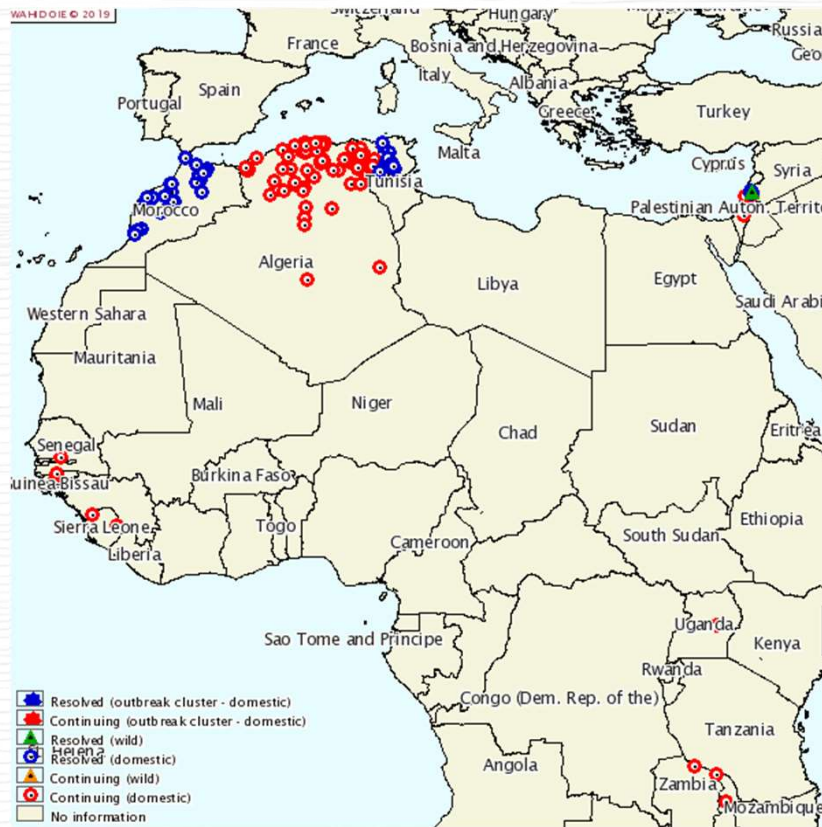 WAHID OIE © 2019
Switzerland
Hungary
Russia
France
Bosnia and Herzegovina
Geo
Italy
Spain
Albania
Portugal
Greece
Turkey
Malta
Cyprus
Syria
Tunisia
Palestinian Auton. Territo
Morocco
Algeria
Libya
Egypt
Saudi Arabi
Western Sahara
Mauritania
Mali
Niger
Chad
Sudan
Eritrea
Senegal
Burkina Faso
Guinea-Bissau
Togo
Ethiopia
Sierra Leone
South Sudan
Cameroon
Liberia
Uganda
Kenya
Sao Tome and Principe
Rwanda
Congo (Dem. Rep. of the)
Tanzania
Angola
Zambia
Mozambique
Resolved (outbreak cluster - domestic)
Continuing (outbreak cluster - domestic)
Resolved (wild)
Resolved (domestic)
Continuing (wild)
Continuing (domestic)
No information